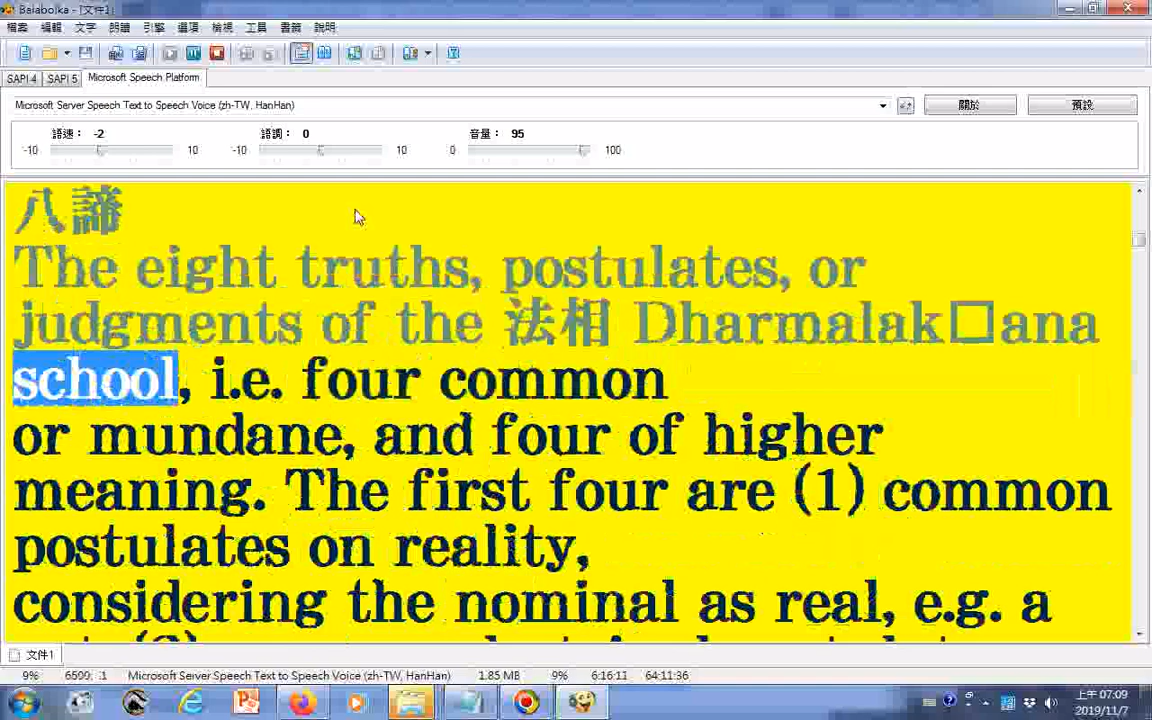 Balabolka - [文件1]
檔案 編輯 文字 朗讀 引擎 選項 檢視 工具 書籤 說明
SAPI 4 SAPI 5 Microsoft Speech Platform
Microsoft Server Speech Text to Speech Voice (zh-TW, HanHan) 關於 預設
語速： -2 語調： 0 音量： 95
-10 10 -10 10 0 100
八諦
The eight truths, postulates, or
judgments of the 法相 Dharmalak□ana
school, i.e. four common
or mundane, and four of higher
meaning. The first four are (1) common
postulates on reality,
considering the nominal as real, e.g. a
文件1
9% 6500: 1 Microsoft Server Speech Text to Speech Voice (zh-TW, HanHan) 1.85 MB 9% 6:16:11 64:11:36
上午 07:09
2019/11/7